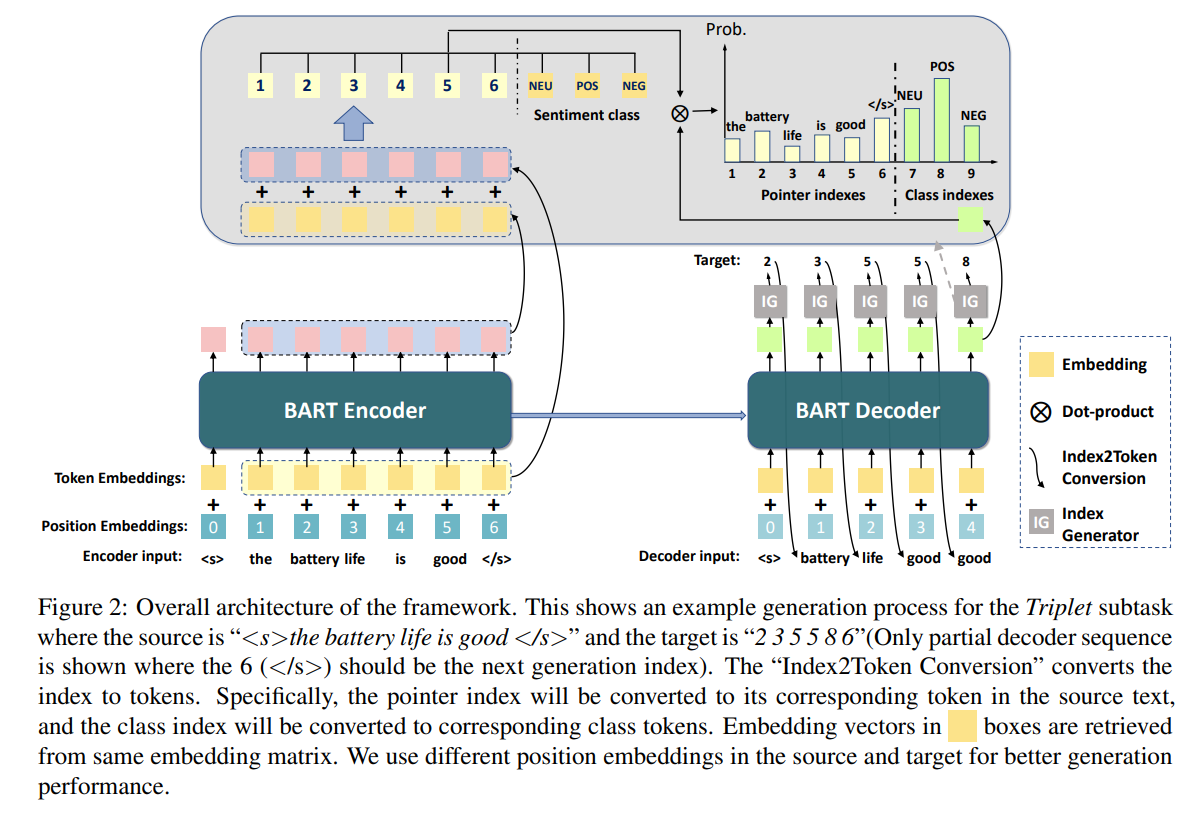 Prob.
1 2 3 4 5 6 NEU POS NEG
Sentiment class
the battery life is good </s> NEU POS NEG
1 2 3 4 5 6 7 8 9
Pointer indexes Class indexes
+ + + + + +
Target: 2 3 5 5 8
IG IG IG IG IG
BART Encoder
BART Decoder
Embedding
Dot-product
Index2Token
Conversion
IG Index
Generator
Token Embeddings:
+ + + + + + +
+ + + + +
Position Embeddings: 0 1 2 3 4 5 6
0 1 2 3 4
Encoder input: <s> the battery life is good </s>
Decoder input: <s> battery life good good
Figure 2: Overall architecture of the framework. This shows an example generation process for the Triplet subtask
where the source is “<s>the battery life is good </s>” and the target is “2 3 5 5 8 6”(Only partial decoder sequence
is shown where the 6 (</s>) should be the next generation index). The “Index2Token Conversion” converts the
index to tokens. Specifically, the pointer index will be converted to its corresponding token in the source text,
and the class index will be converted to corresponding class tokens. Embedding vectors in boxes are retrieved
from same embedding matrix. We use different position embeddings in the source and target for better generation
performance.